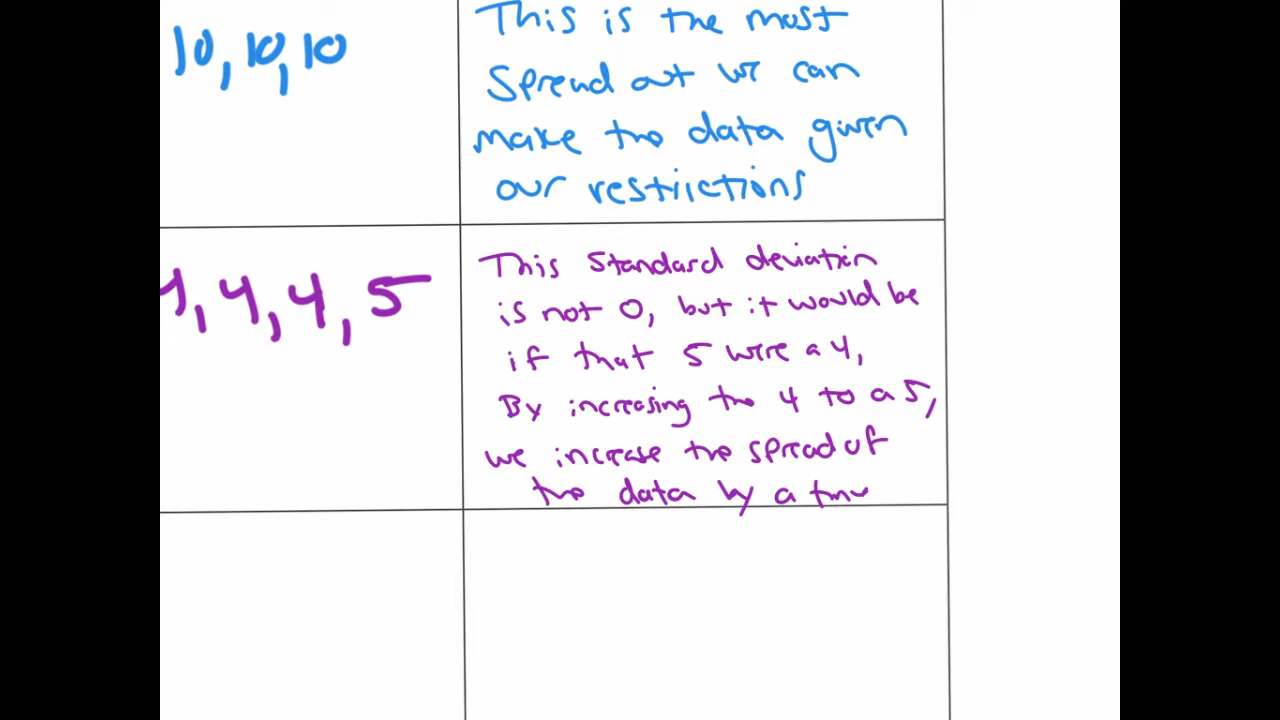 10, 10, 10
This is the most
spread out we can
make the data given
our restrictions
4, 4, 4, 5
This standard deviation
is not 0, but it would be
if that 5 were a 4,
By increasing the 4 to a 5,
we increase the spread of
the data by a